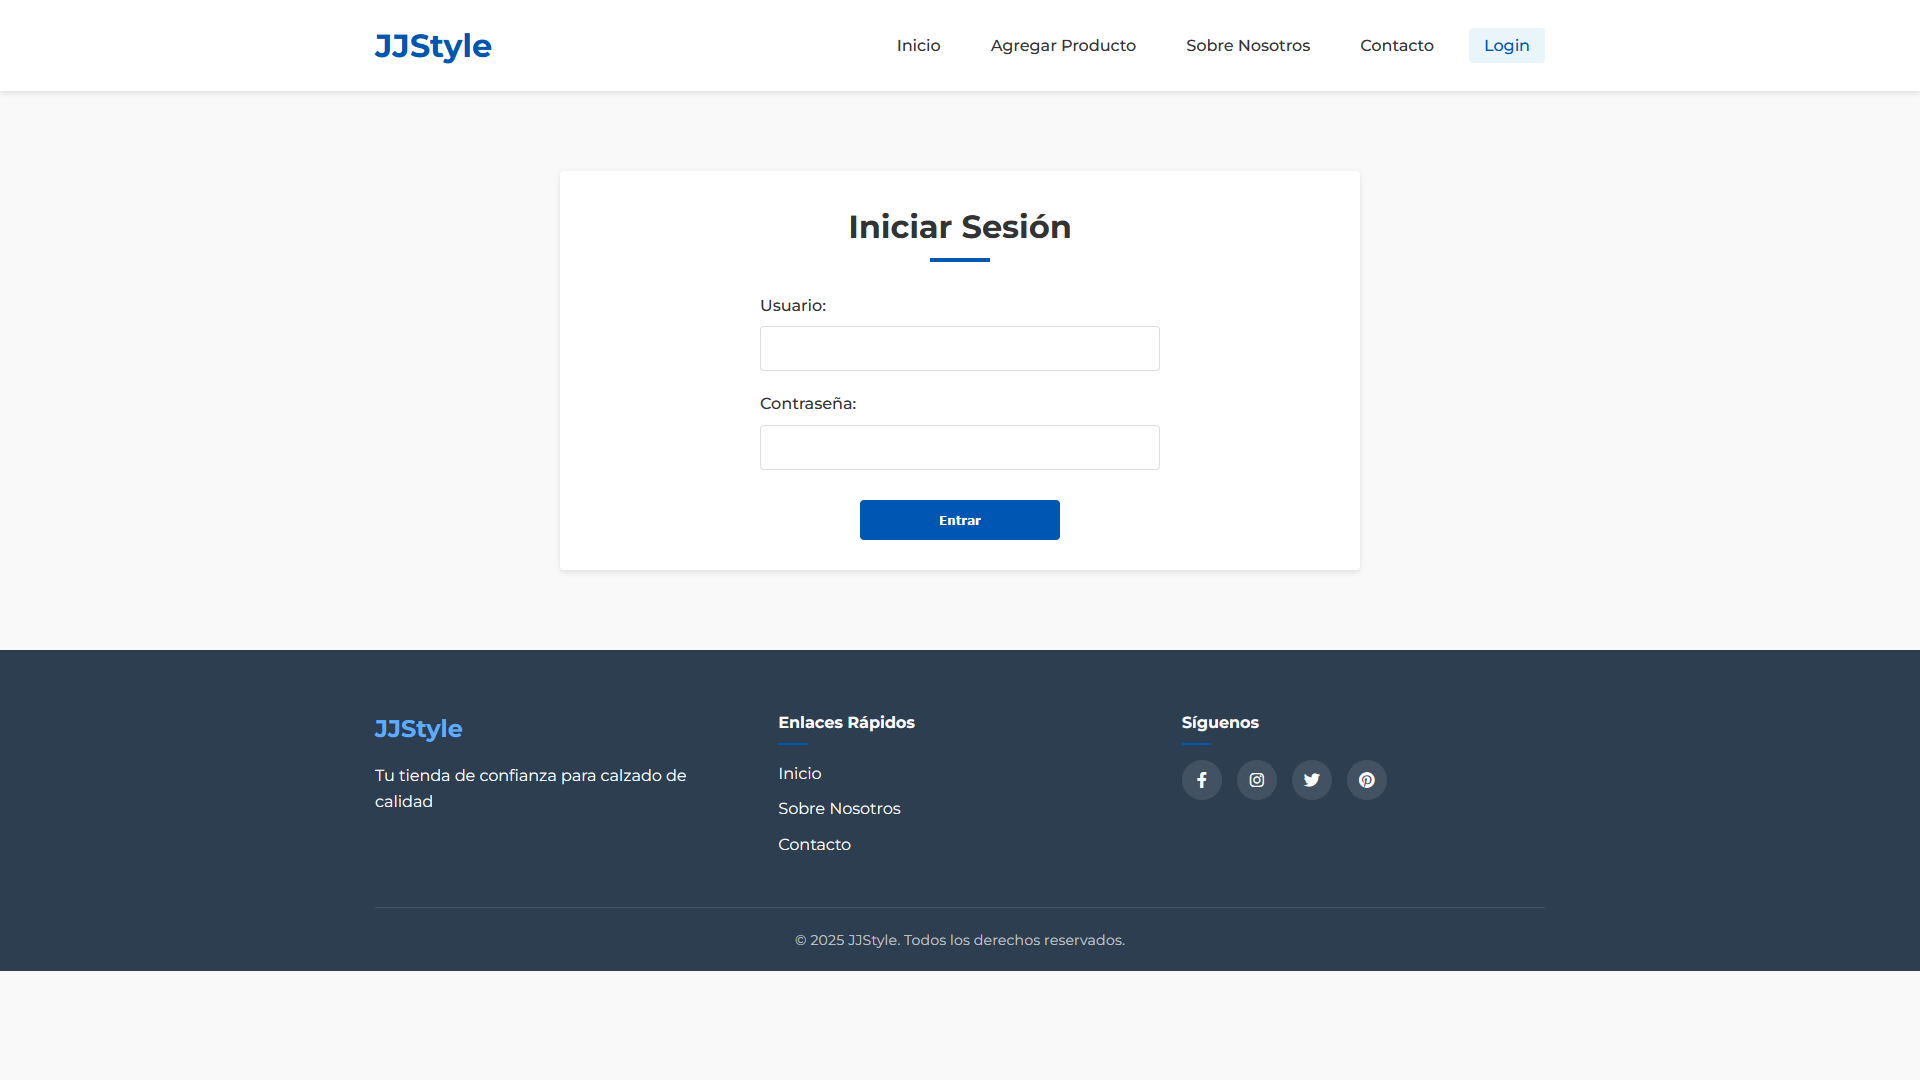 JJStyle
Inicio
Agregar Producto
Sobre Nosotros
Contacto
Login
Iniciar Sesión
Usuario:
Contraseña:
Entrar
JJStyle
Tu tienda de confianza para calzado de
calidad
Enlaces Rápidos
Inicio
Sobre Nosotros
Contacto
Síguenos
© 2025 JJStyle. Todos los derechos reservados.